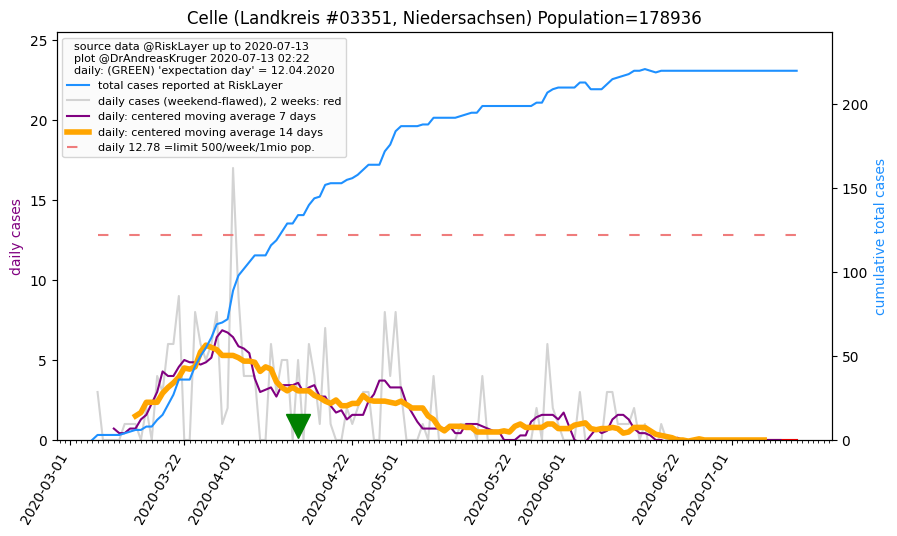 Celle (Landkreis #03351, Niedersachsen) Population=178936
source data @RiskLayer up to 2020-07-13
plot @DrAndreasKruger 2020-07-13 02:22
daily: (GREEN) 'expectation day' = 12.04.2020
total cases reported at RiskLayer
daily cases (weekend-flawed), 2 weeks: red
daily: centered moving average 7 days
daily: centered moving average 14 days
daily 12.78 =limit 500/week/1mio pop.
daily cases
25
20
15
10
5
0
cumulative total cases
200
150
100
50
0
2020-03-01
2020-03-22
2020-04-01
2020-04-22
2020-05-01
2020-05-22
2020-06-01
2020-06-22
2020-07-01